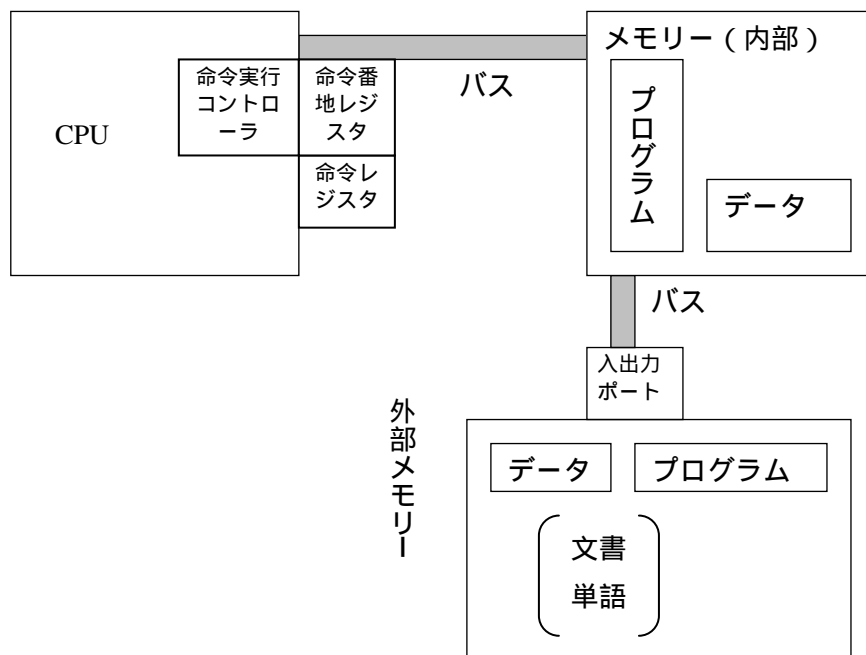 CPU
命令実行
コントロ
ーラ
命令番
地レジ
スタ
命令レ
ジスタ
バス
メモリー（内部）
プログラム
データ
バス
入出力
ポート
外部メモリー
データ
プログラム
文書
単語